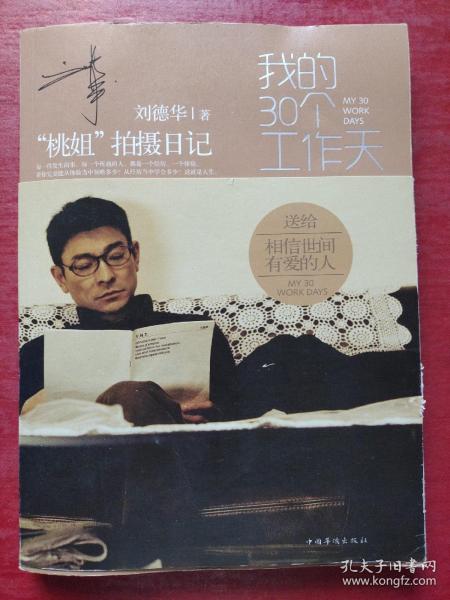 我的
30个
工作天
MY 30
WORK
DAYS
刘德华 | 著
“桃姐”拍摄日记
送给
相信世间
有爱的人
MY 30
WORK DAYS
中国华侨出版社
孔夫子旧书网
www.kongfz.com